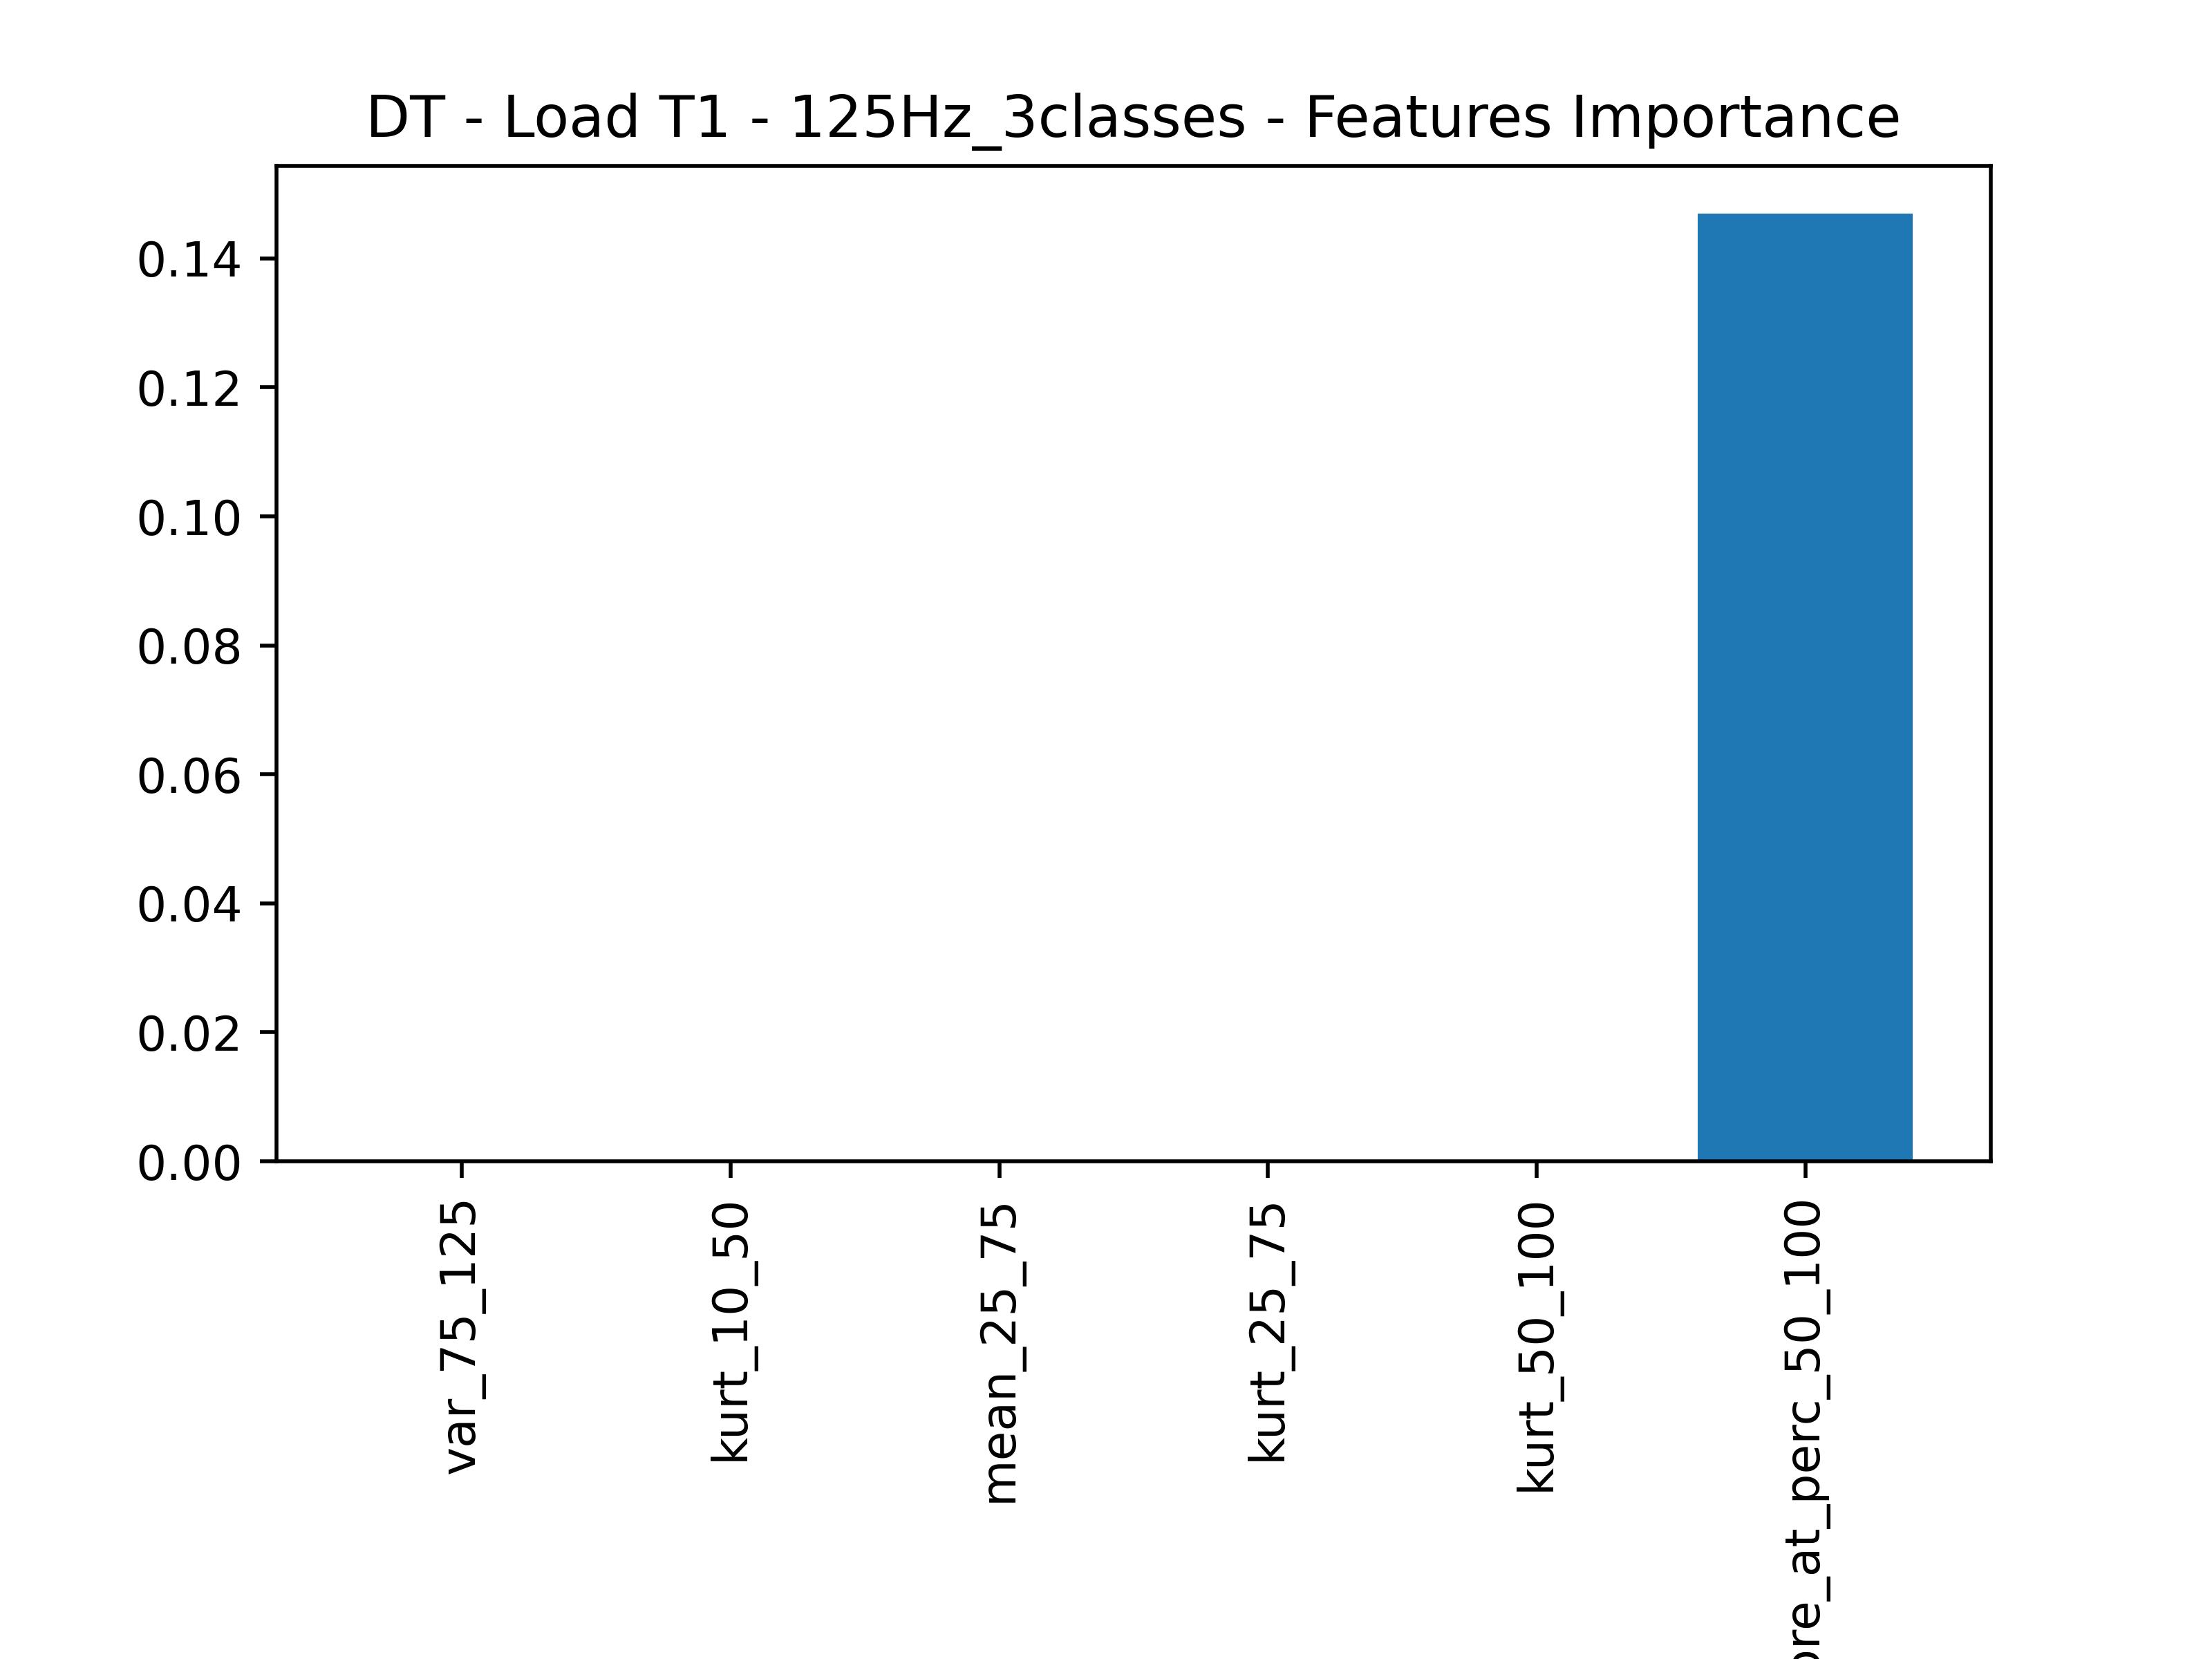 DT - Load T1 - 125Hz_3classes - Features Importance
0.14
0.12
0.10
0.08
0.06
0.04
0.02
0.00
var_75_125
kurt_10_50
mean_25_75
kurt_25_75
kurt_50_100
ore_at_perc_50_100